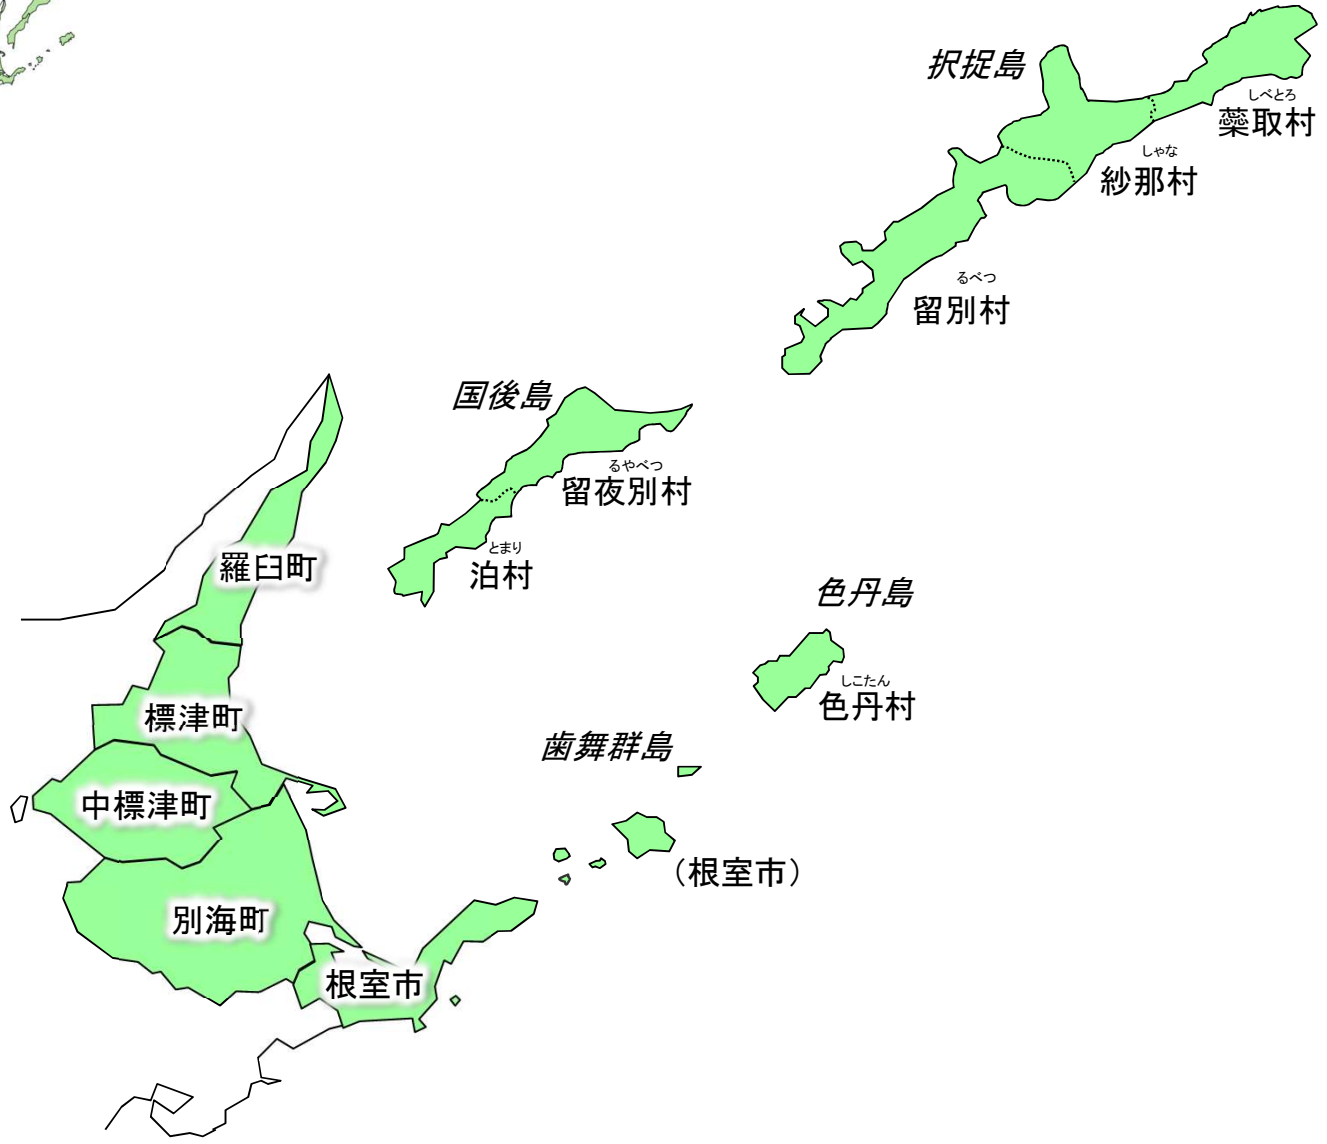 択捉島
しべとろ
蘂取村
しゃな
紗那村
るべつ
留別村
国後島
るやべつ
留夜別村
とまり
泊村
羅臼町
色丹島
しこたん
色丹村
標津町
歯舞群島
中標津町
(根室市)
別海町
根室市